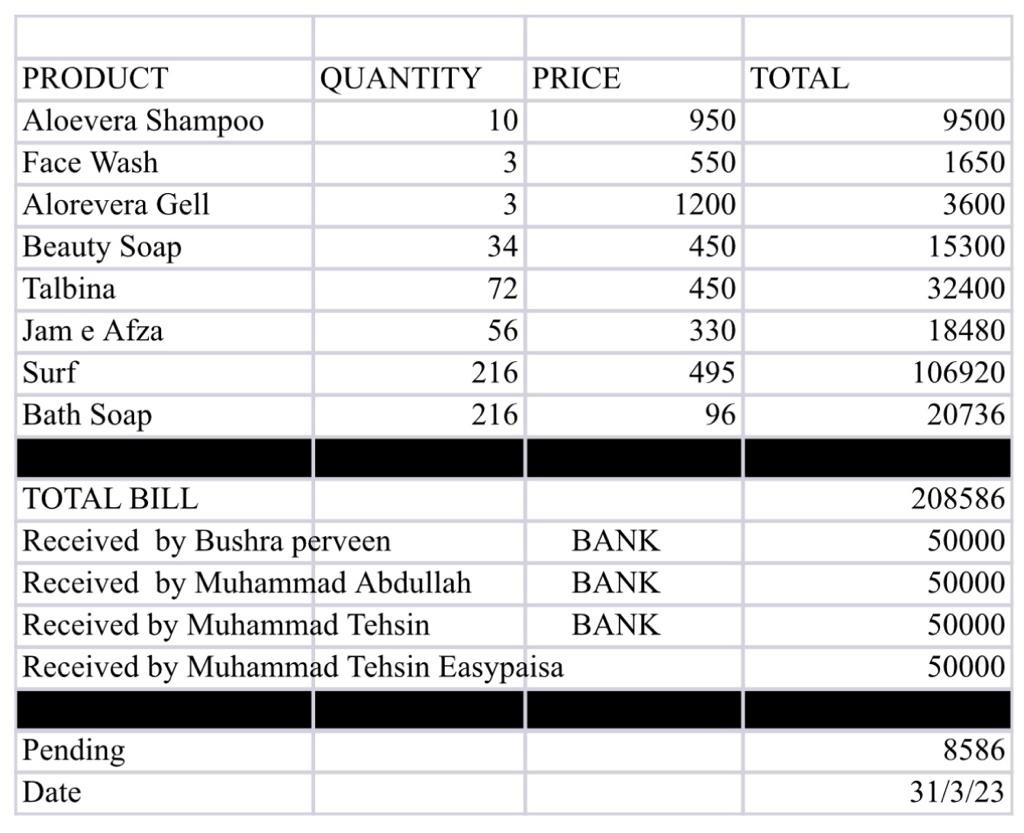 PRODUCT QUANTITY PRICE TOTAL
Aloevera Shampoo 10 950 9500
Face Wash 3 550 1650
Alorevera Gell 3 1200 3600
Beauty Soap 34 450 15300
Talbina 72 450 32400
Jam e Afza 56 330 18480
Surf 216 495 106920
Bath Soap 216 96 20736
TOTAL BILL 208586
Received by Bushra perveen BANK 50000
Received by Muhammad Abdullah BANK 50000
Received by Muhammad Tehsin BANK 50000
Received by Muhammad Tehsin Easypaisa 50000
Pending 8586
Date 31/3/23